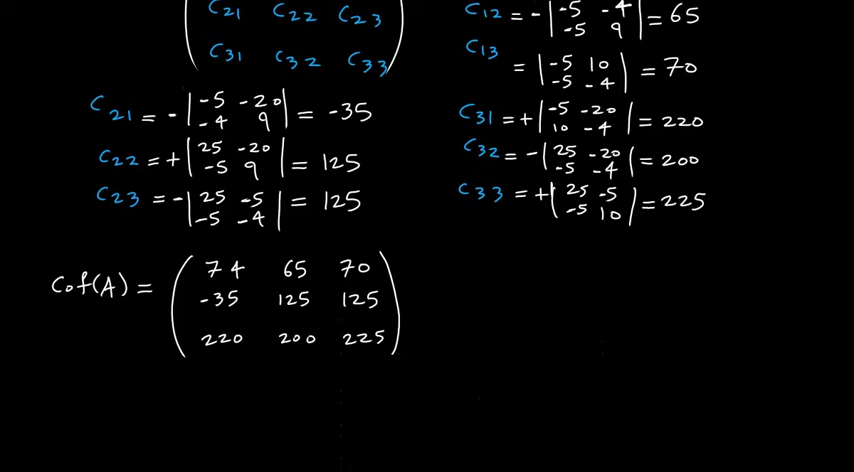 C21 C22 C23
C31 C32 C33
C21 = - | -5 -20 | = -35
-4 9
C22 = + | 25 -20 | = 125
-5 9
C23 = - | 25 -5 | = 125
-5 -4
Cof(A) = ( 74 65 70
-35 125 125
220 200 225 )
C12 = - | -5 -4 | = 65
-5 9
C13 = | -5 10 | = 70
-5 -4
C31 = + | -5 -20 | = 220
10 -4
C32 = - | 25 -20 | = 200
-5 -4
C33 = + | 25 -5 | = 225
-5 10